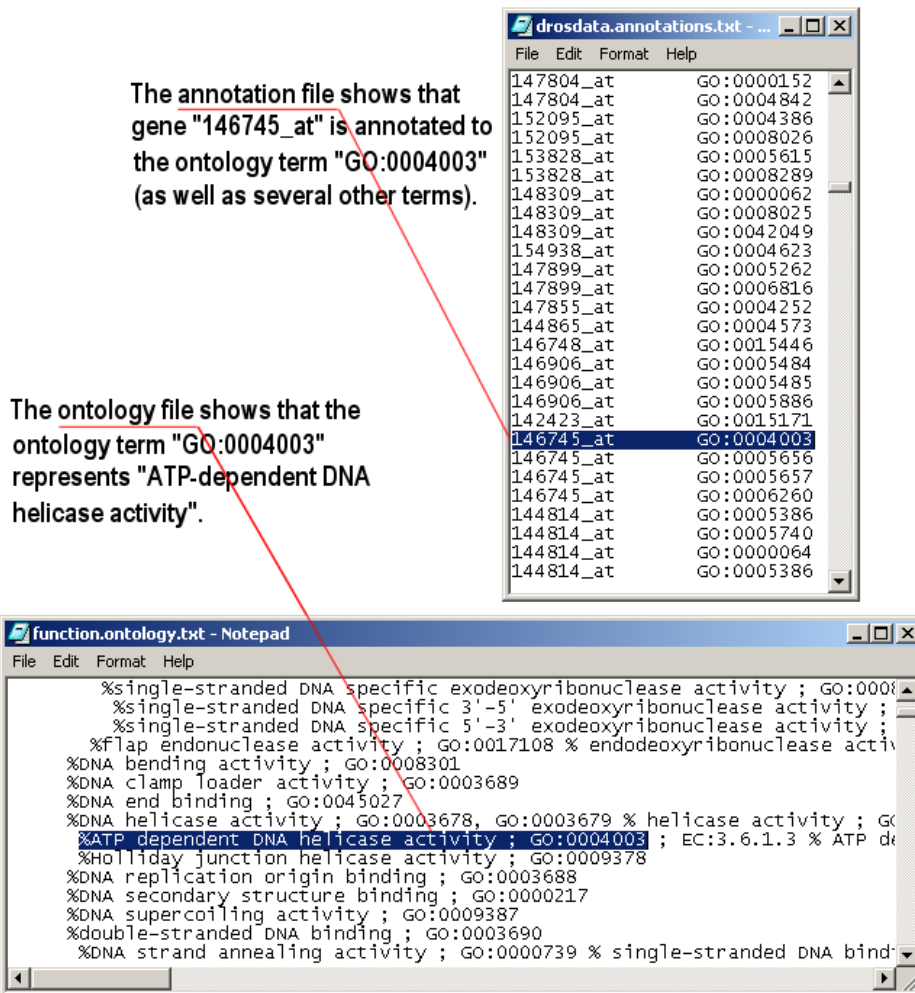 drosdata.annotations.txt - ...
File Edit Format Help
147804_at GO:0000152
147804_at GO:0004842
152095_at GO:0004386
152095_at GO:0008026
153828_at GO:0005615
153828_at GO:0008289
148309_at GO:0000062
148309_at GO:0008025
148309_at GO:0042049
154938_at GO:0004623
147899_at GO:0005262
147899_at GO:0006816
147855_at GO:0004252
144865_at GO:0004573
146748_at GO:0015446
146906_at GO:0005484
146906_at GO:0005485
146906_at GO:0005886
142423_at GO:0015171
146745_at GO:0004003
146745_at GO:0005656
146745_at GO:0005657
146745_at GO:0006260
144814_at GO:0005386
144814_at GO:0005740
144814_at GO:0000064
144814_at GO:0005386
The annotation file shows that
gene "146745_at" is annotated to
the ontology term "GO:0004003"
(as well as several other terms).
The ontology file shows that the
ontology term "GO:0004003"
represents "ATP-dependent DNA
helicase activity".
function.ontology.txt - Notepad
File Edit Format Help
%single-stranded DNA specific exodeoxyribonuclease activity ; GO:0008
%single-stranded DNA specific 3'-5' exodeoxyribonuclease activity ;
%single-stranded DNA specific 5'-3' exodeoxyribonuclease activity ;
%flap endonuclease activity ; GO:0017108 % endodeoxyribonuclease activ
%DNA bending activity ; GO:0008301
%DNA clamp loader activity ; GO:0003689
%DNA end binding ; GO:0045027
%DNA helicase activity ; GO:0003678, GO:0003679 % helicase activity ; GO
%ATP dependent DNA helicase activity ; GO:0004003 ; EC:3.6.1.3 % ATP de
%Holliday junction helicase activity ; GO:0009378
%DNA replication origin binding ; GO:0003688
%DNA secondary structure binding ; GO:0000217
%DNA supercoiling activity ; GO:0009387
%double-stranded DNA binding ; GO:0003690
%DNA strand annealing activity ; GO:0000739 % single-stranded DNA bind